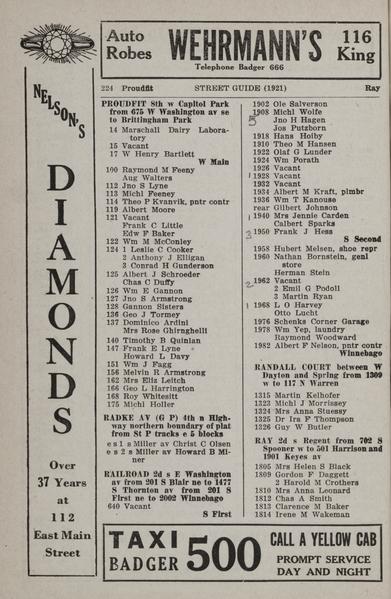 Auto Robes
WEHRMANN'S
Telephone Badger 666
116 King
NELSON'S
DIAMONDS
Over
37 Years
at
112
East Main
Street
224 Proudfit STREET GUIDE (1921) Ray
PROUDFIT 8th w Capitol Park
from 675 W Washington av se
to Brittingham Park
14 Marschall Dairy Labora-
tory
15 Vacant
17 W Henry Bartlett
W Main
100 Raymond M Feeny
Aug Walters
112 Jno S Lyne
113 Michl Feeney
114 Theo P Kvanvik, pntr contr
119 Albert Moore
121 Vacant
Frank C Little
Edw F Baker
122 Wm M McConley
124 1 Leslie C Cooker
2 Anthony J Elligan
3 Conrad H Gunderson
125 Albert J Schroeder
Chas C Duffy
126 Wm E Gannon
127 Jno S Armstrong
128 Gannon Sisters
136 Geo J Tormey
137 Dominico Ardini
Mrs Rose Ghirnghelli
140 Timothy B Quinlan
147 Frank E Lyne
Howard L Davy
151 Wm J Fagg
156 Melvin R Armstrong
162 Mrs Eliz Leitch
166 Geo L Harrington
168 Roy Whitesitt
175 Michl Holler
RADKE AV (G P) 4th n High-
way northern boundary of plat
from St P tracks e 5 blocks
e s 1 s Miller av Christ C Olsen
e s 2 s Miller av Howard B Mi-
ner
RAILROAD 2d s E Washington
av from 201 S Blair ne to 1477
S Thornton av from 201 S
First ne to 2002 Winnebago
640 Vacant
S First
1902 Ole Salverson
1908 Michl Wolfe
Jno H Hagen
Jos Putzborn
1918 Hans Hoiby
1910 Theo M Hansen
1922 Olaf G Lunder
1924 Wm Porath
1926 Vacant
1928 Vacant
1932 Vacant
1934 Albert M Kraft, plmbr
1936 Wm T Kanouse
rear Gilbert Johnson
1940 Mrs Jennie Carden
Calbert Sparks
1950 Frank J Hess
S Second
1958 Hubert Melsen, shoe repr
1960 Nathan Bornstein, genl
store
Herman Stein
1962 Vacant
2 Emil G Podoll
3 Martin Ryan
1968 L O Harvey
Otto Lucht
1976 Schenks Corner Garage
1978 Wm Yep, laundry
Raymond Woodward
1982 Albert F Nelson, pntr contr
Winnebago
RANDALL COURT between W
Dayton and Spring from 1309
w to 117 N Warren
1315 Martin Kelhofer
1323 Michl J Morrissey
1324 Mrs Anna Stuessy
1325 Dr Ira F Thompson
1326 Guy W Butler
RAY 2d s Regent from 702 S
Spooner w to 501 Harrison and
1901 Keyes av
1805 Mrs Helen S Black
1809 Gordon F Daggett
2 Harold M Crothers
1810 Mrs Anna Leonard
1812 Chas A Smith
1813 Clarence M Baker
1814 Irene M Wakeman
TAXI
BADGER
500
CALL A YELLOW CAB
PROMPT SERVICE
DAY AND NIGHT